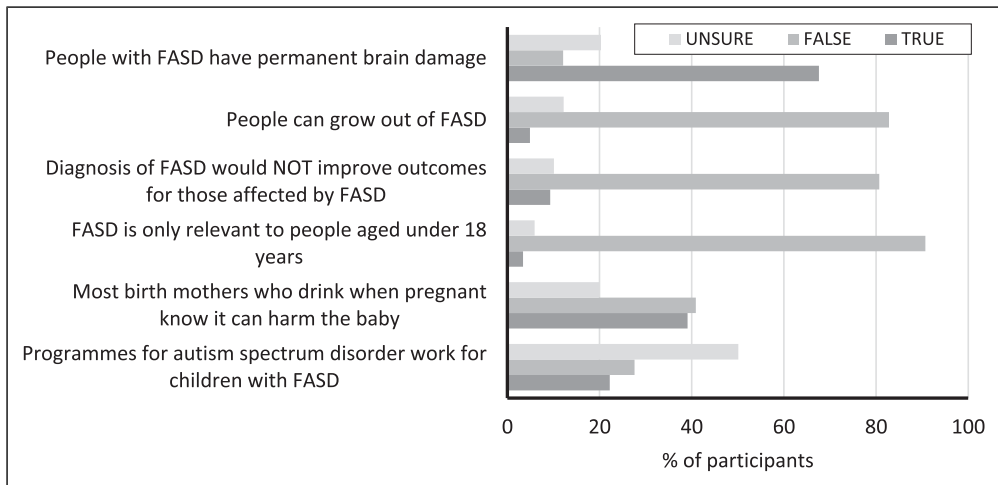 UNSURE FALSE TRUE
People with FASD have permanent brain damage
People can grow out of FASD
Diagnosis of FASD would NOT improve outcomes
for those affected by FASD
FASD is only relevant to people aged under 18
years
Most birth mothers who drink when pregnant
know it can harm the baby
Programmes for autism spectrum disorder work for
children with FASD
0 20 40 60 80 100
% of participants